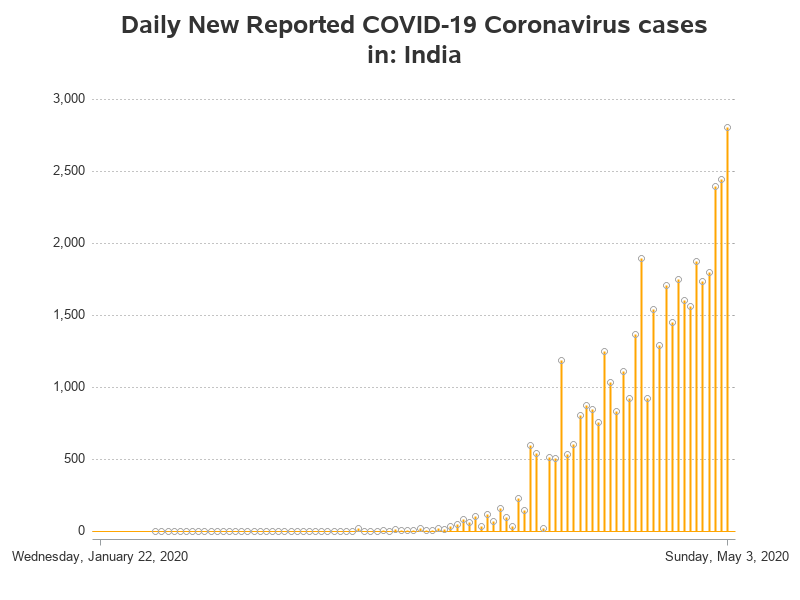 Daily New Reported COVID-19 Coronavirus cases
in: India
3,000
2,500
2,000
1,500
1,000
500
0
Wednesday, January 22, 2020
Sunday, May 3, 2020